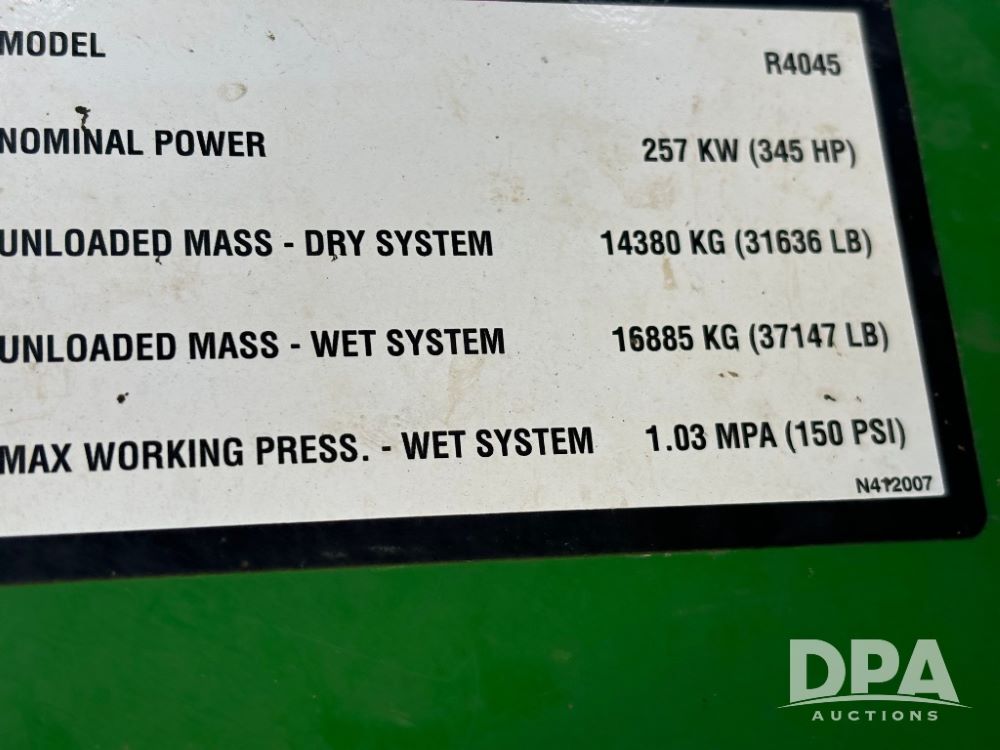 MODEL R4045
NOMINAL POWER 257 KW (345 HP)
UNLOADED MASS - DRY SYSTEM 14380 KG (31636 LB)
UNLOADED MASS - WET SYSTEM 16885 KG (37147 LB)
MAX WORKING PRESS. - WET SYSTEM 1.03 MPA (150 PSI)
N412007
DPA
AUCTIONS